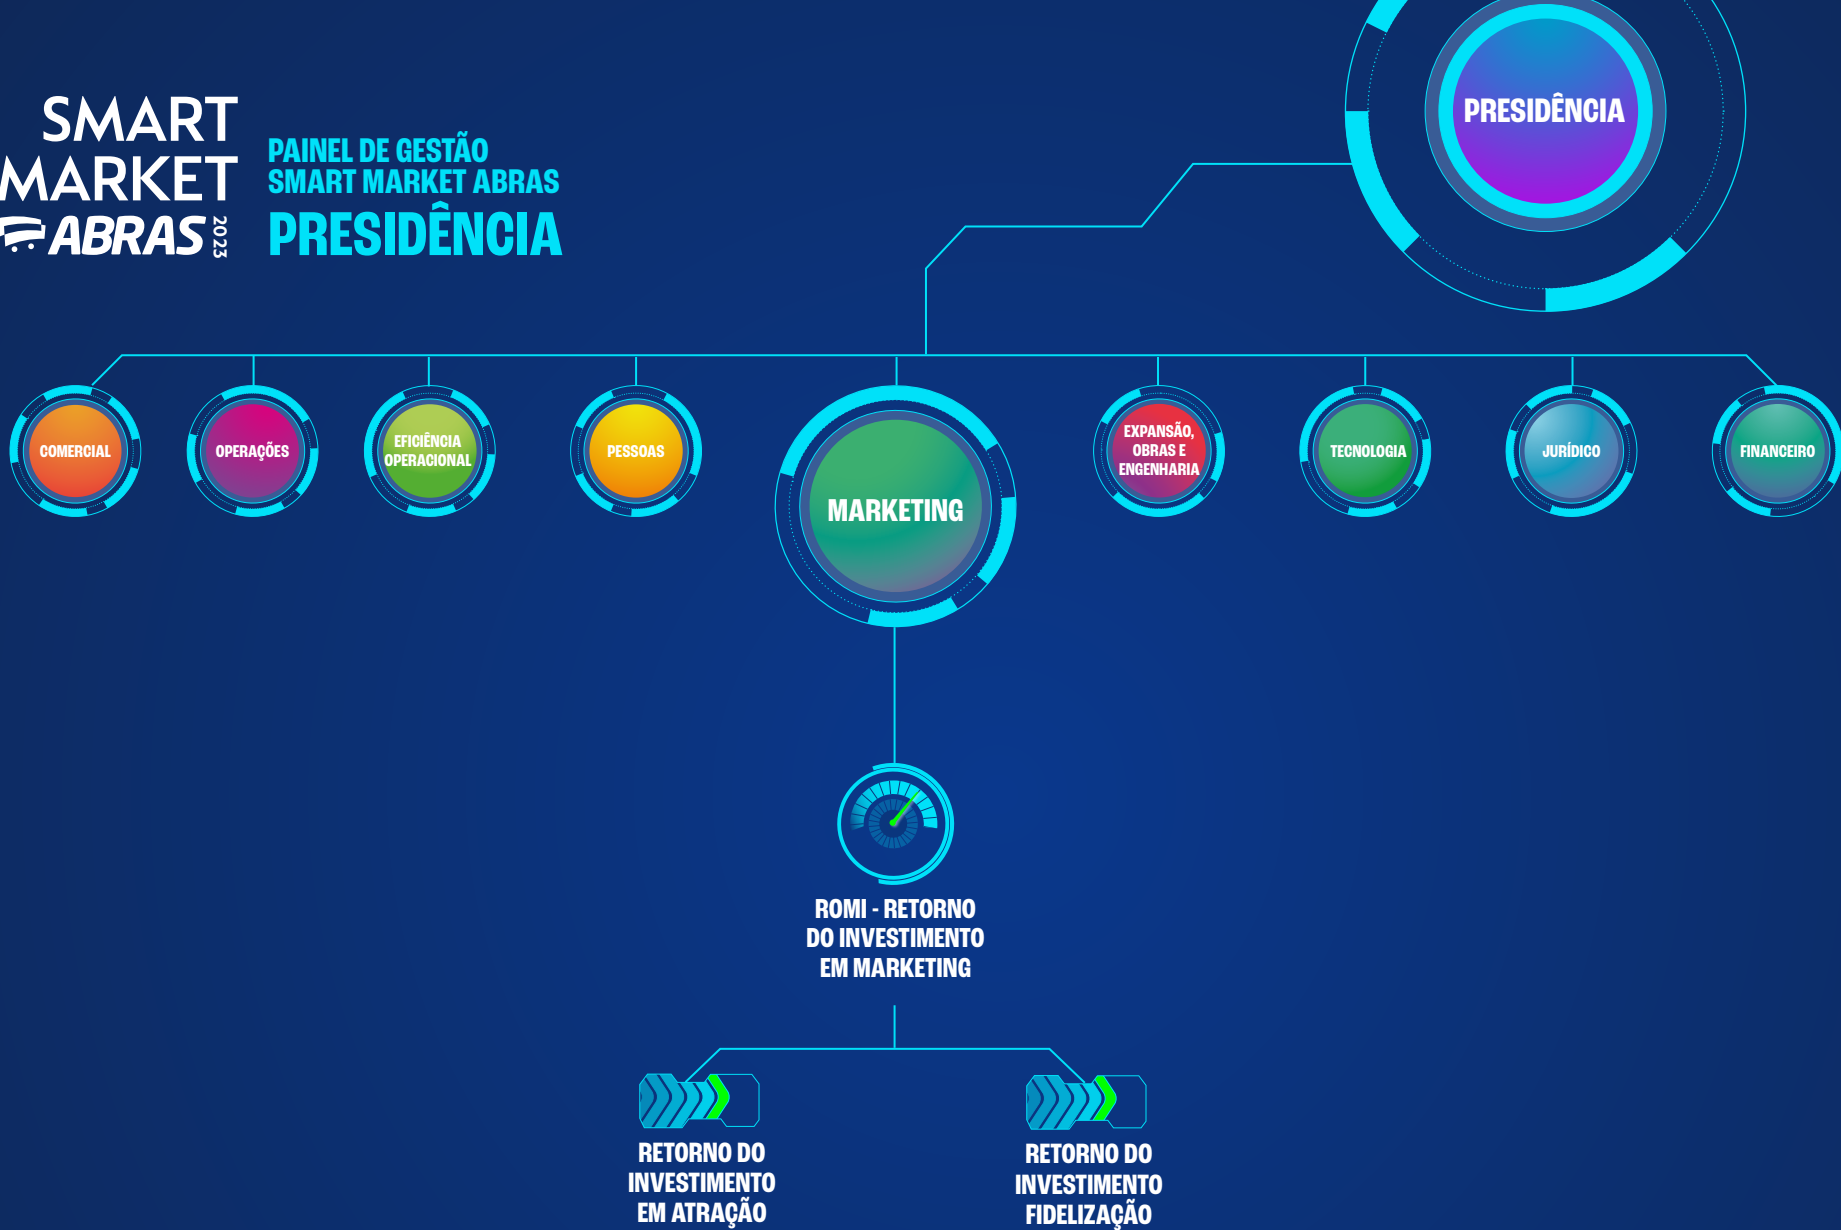 SMART
MARKET
ABRAS 2023
PAINEL DE GESTÃO
SMART MARKET ABRAS
PRESIDÊNCIA
PRESIDÊNCIA
COMERCIAL
OPERAÇÕES
EFICIÊNCIA
OPERACIONAL
PESSOAS
MARKETING
EXPANSÃO,
OBRAS E
ENGENHARIA
TECNOLOGIA
JURÍDICO
FINANCEIRO
ROMI - RETORNO
DO INVESTIMENTO
EM MARKETING
RETORNO DO
INVESTIMENTO
EM ATRAÇÃO
RETORNO DO
INVESTIMENTO
FIDELIZAÇÃO